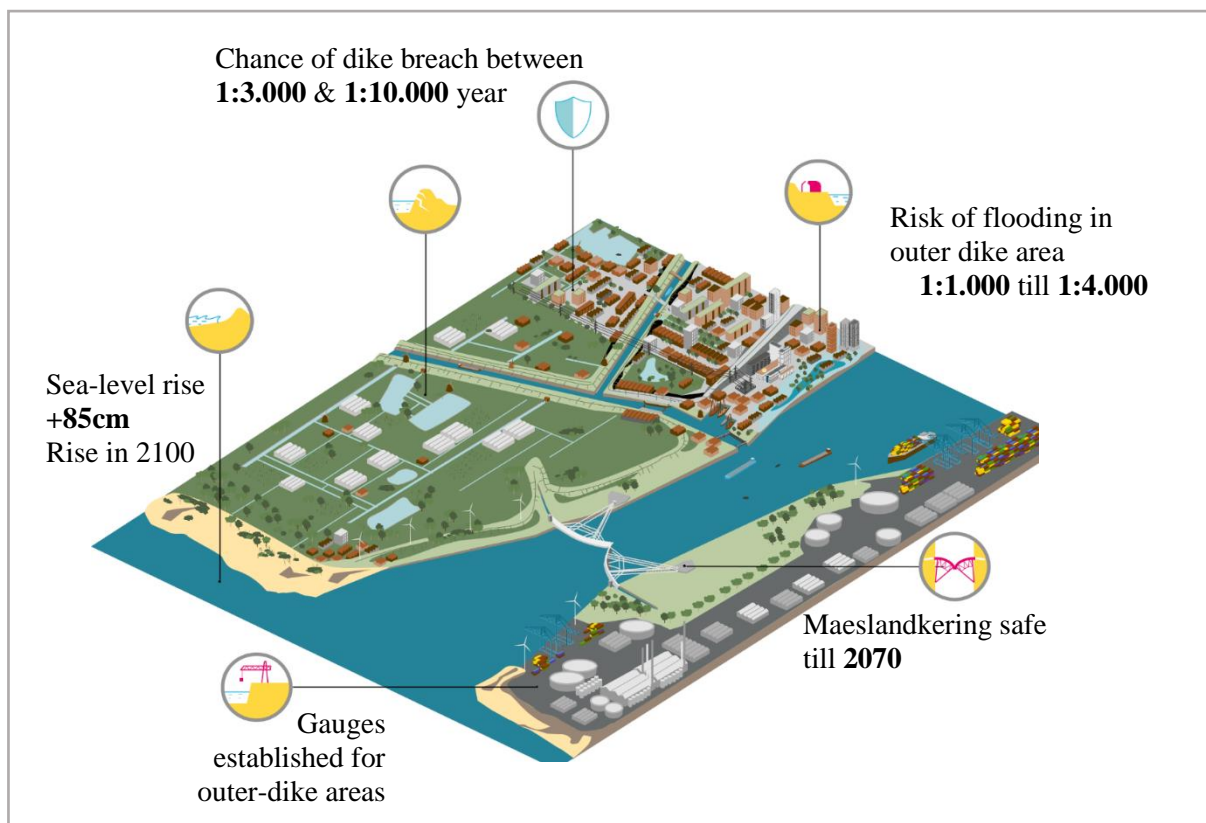 Chance of dike breach between
1:3.000 & 1:10.000 year
Risk of flooding in
outer dike area
1:1.000 till 1:4.000
Sea-level rise
+85cm
Rise in 2100
Maeslandkering safe
till 2070
Gauges
established for
outer-dike areas